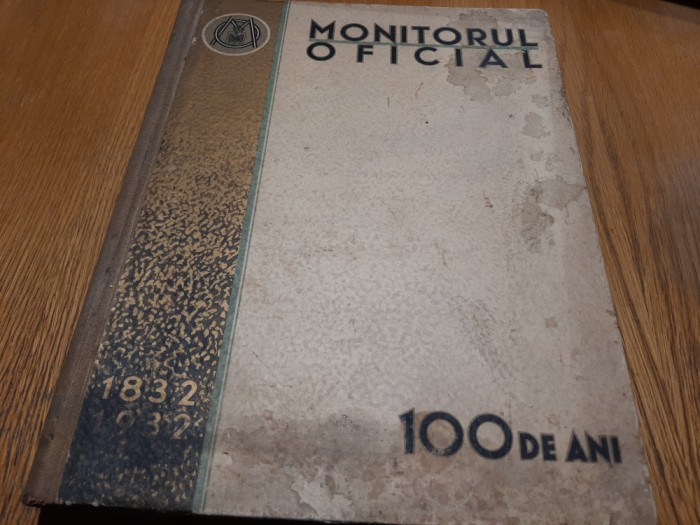 MONITORUL
OFICIAL
1832
1932
100 DE ANI